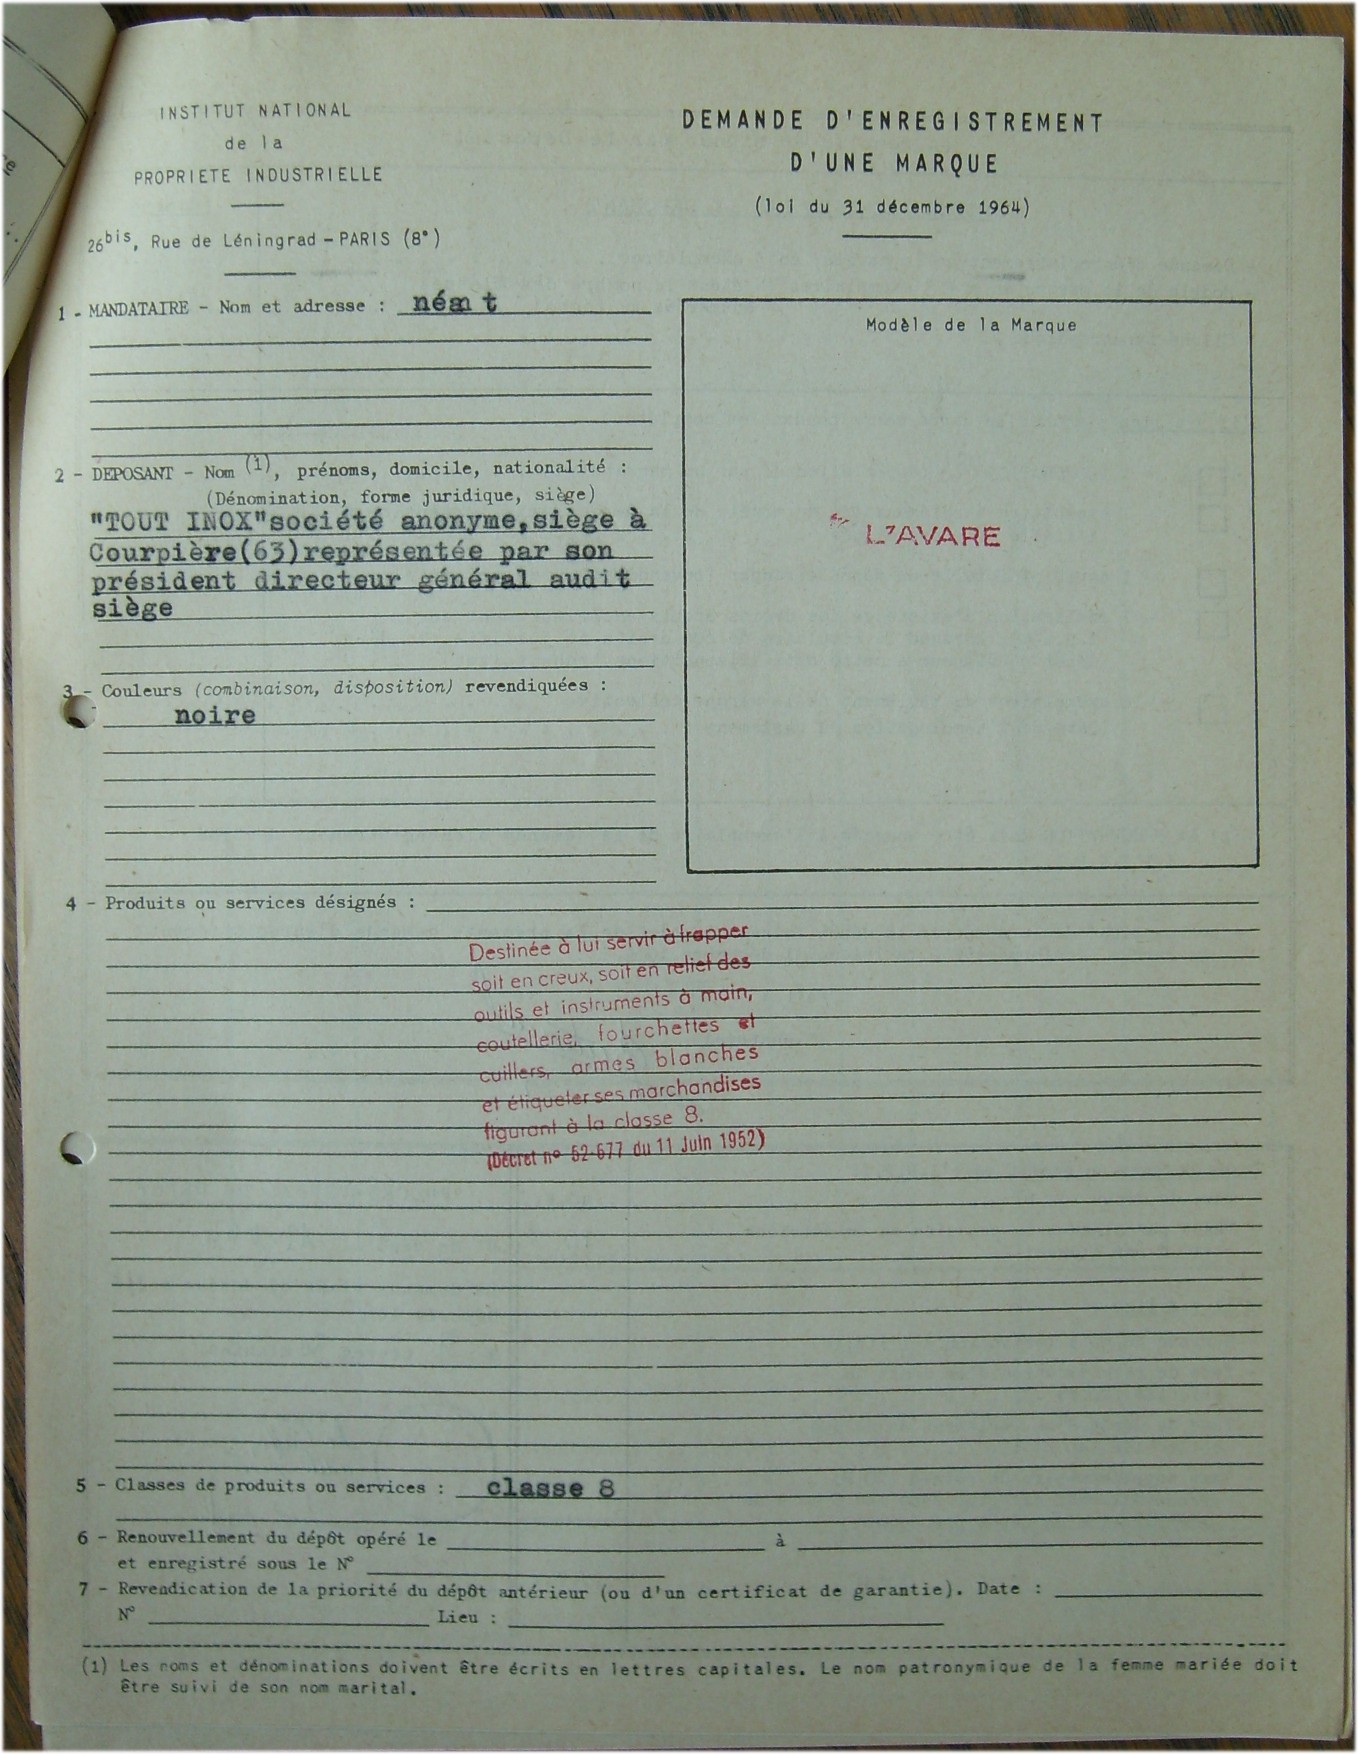 INSTITUT NATIONAL
de la
PROPRIETE INDUSTRIELLE
26bis, Rue de Léningrad - PARIS (8°)
DEMANDE D'ENREGISTREMENT
D'UNE MARQUE
(loi du 31 décembre 1964)
1 - MANDATAIRE - Nom et adresse : néant
2 - DEPOSANT - Nom (1), prénoms, domicile, nationalité :
(Dénomination, forme juridique, siège)
"TOUT INOX"société anonyme,siège à
Courpière(63)représentée par son
président directeur général audit
siège
3 - Couleurs (combinaison, disposition) revendiquées :
noire
Modèle de la Marque
L'AVARE
4 - Produits ou services désignés :
Destinée à lui servir à frapper
soit en creux, soit en relief des
outils et instruments à main,
coutellerie, fourchettes et
cuillers, armes blanches
et étiqueter ses marchandises
figurant à la classe 8.
(Décret n° 52-677 du 11 Juin 1952)
5 - Classes de produits ou services : classe 8
6 - Renouvellement du dépôt opéré le à
et enregistré sous le N°
7 - Revendication de la priorité du dépôt antérieur (ou d'un certificat de garantie). Date :
N° Lieu :
(1) Les noms et dénominations doivent être écrits en lettres capitales. Le nom patronymique de la femme mariée doit
être suivi de son nom marital.